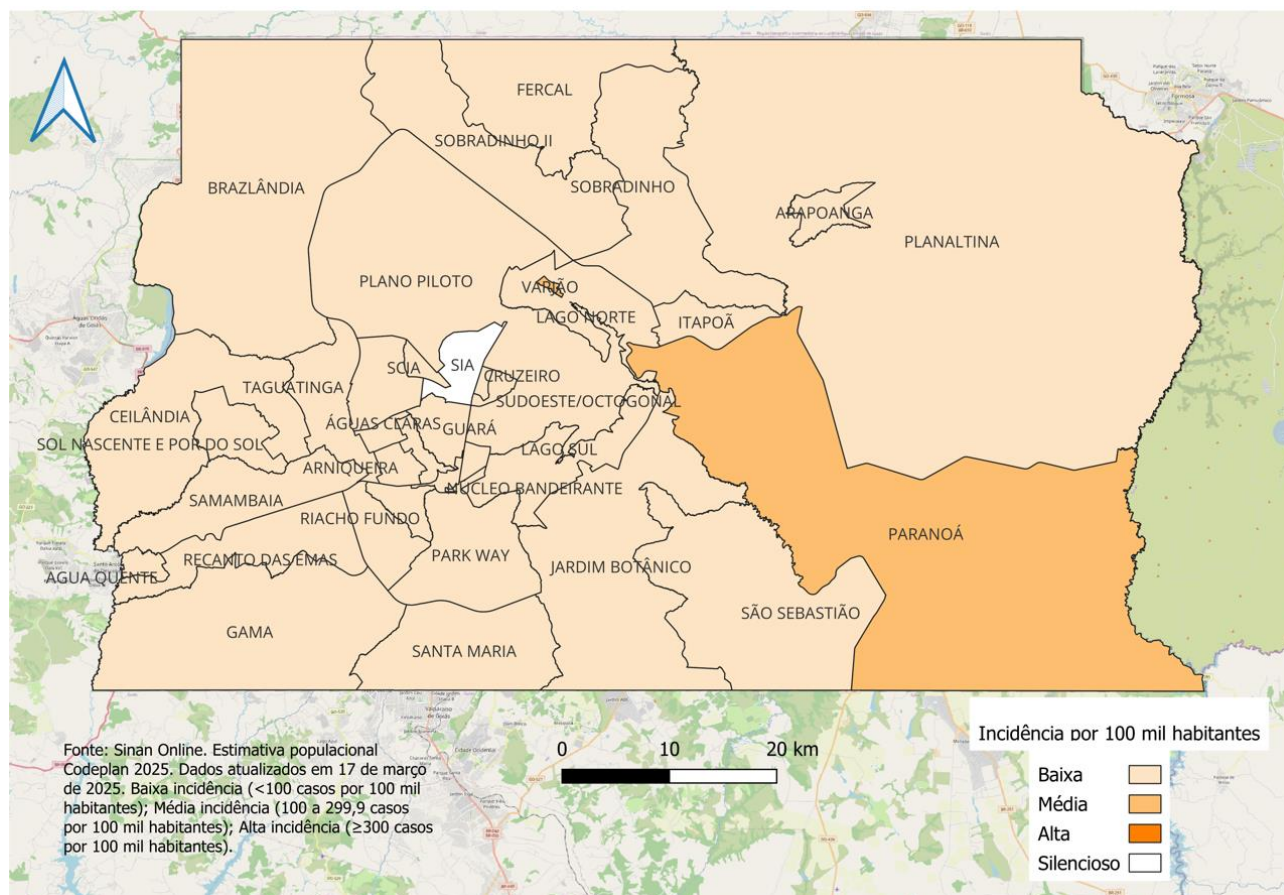 FERCAL
SOBRADINHO II
BRAZLÂNDIA
SOBRADINHO
ARAPOANGA
PLANALTINA
PLANO PILOTO
VARJÃO
LAGO NORTE
ITAPOÃ
SCIA
SIA
CRUZEIRO
TAGUATINGA
SUDOESTE/OCTOGONAL
CEILÂNDIA
ÁGUAS CLARAS
GUARÁ
SOL NASCENTE E POR DO SOL
LAGO SUL
ARNIQUEIRA
SAMAMBAIA
NÚCLEO BANDEIRANTE
RIACHO FUNDO
PARANOÁ
RECANTO DAS EMAS
PARK WAY
JARDIM BOTÂNICO
AGUA QUENTE
SÃO SEBASTIÃO
GAMA
SANTA MARIA
Fonte: Sinan Online. Estimativa populacional
Codeplan 2025. Dados atualizados em 17 de março
de 2025. Baixa incidência (<100 casos por 100 mil
habitantes); Média incidência (100 a 299,9 casos
por 100 mil habitantes); Alta incidência (≥300 casos
por 100 mil habitantes).
0 10 20 km
Incidência por 100 mil habitantes
Baixa
Média
Alta
Silencioso